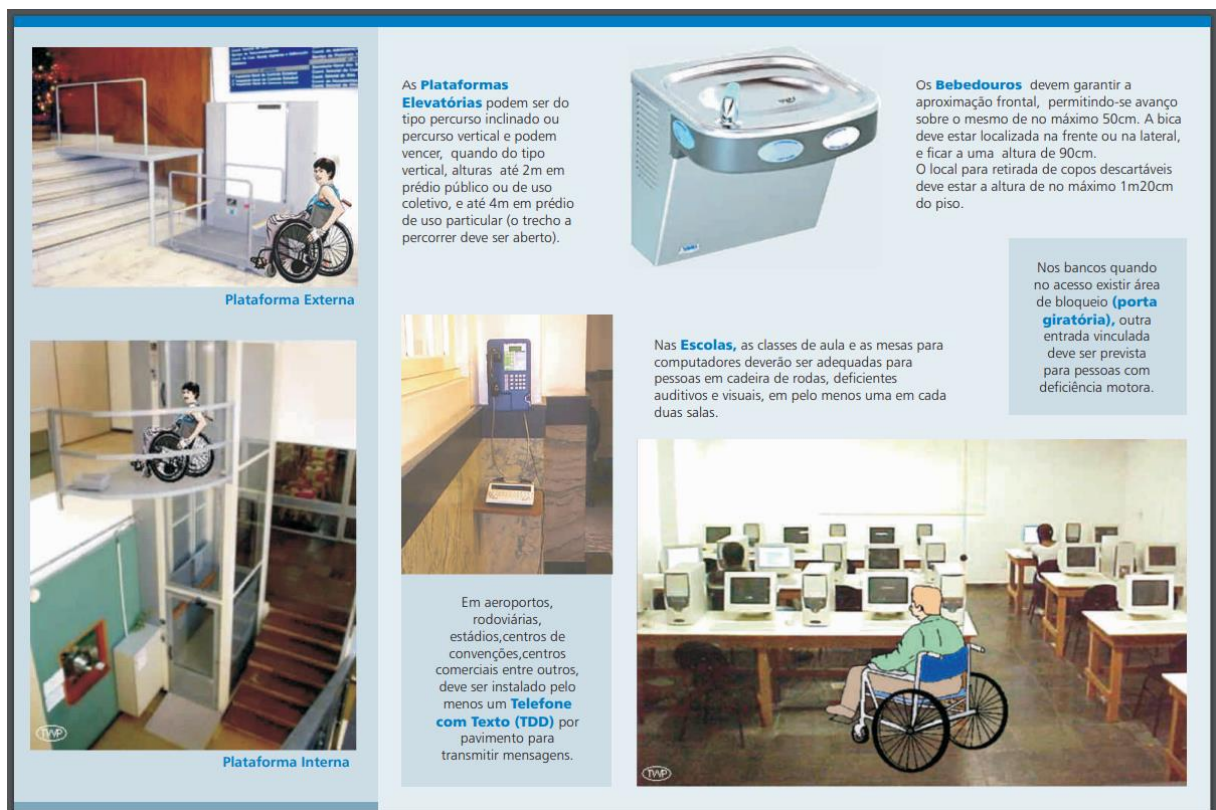 Plataforma Externa
Plataforma Interna
As Plataformas
Elevatórias podem ser do
tipo percurso inclinado ou
percurso vertical e podem
vencer, quando do tipo
vertical, alturas até 2m em
prédio público ou de uso
coletivo, e até 4m em prédio
de uso particular (o trecho a
percorrer deve ser aberto).
Em aeroportos,
rodoviárias,
estádios,centros de
convenções,centros
comerciais entre outros,
deve ser instalado pelo
menos um Telefone
com Texto (TDD) por
pavimento para
transmitir mensagens.
Os Bebedouros devem garantir a
aproximação frontal, permitindo-se avanço
sobre o mesmo de no máximo 50cm. A bica
deve estar localizada na frente ou na lateral,
e ficar a uma altura de 90cm.
O local para retirada de copos descartáveis
deve estar a altura de no máximo 1m20cm
do piso.
Nos bancos quando
no acesso existir área
de bloqueio (porta
giratória), outra
entrada vinculada
deve ser prevista
para pessoas com
deficiência motora.
Nas Escolas, as classes de aula e as mesas para
computadores deverão ser adequadas para
pessoas em cadeira de rodas, deficientes
auditivos e visuais, em pelo menos uma em cada
duas salas.
TWP
TWP